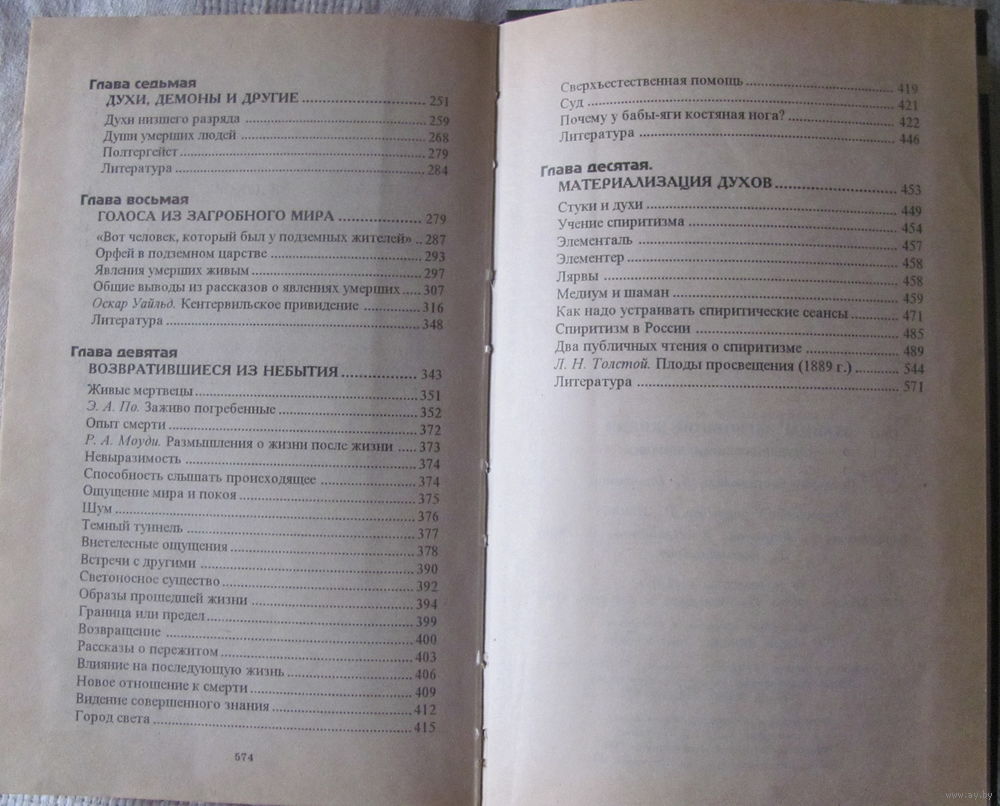 Глава седьмая
ДУХИ, ДЕМОНЫ И ДРУГИЕ 251
Духи низшего разряда 259
Души умерших людей 268
Полтергейст 279
Литература 284
Глава восьмая
ГОЛОСА ИЗ ЗАГРОБНОГО МИРА 279
«Вот человек, который был у подземных жителей» 287
Орфей в подземном царстве 293
Явления умерших живым 297
Общие выводы из рассказов о явлениях умерших 307
Оскар Уайльд. Кентервильское привидение 316
Литература 348
Глава девятая
ВОЗВРАТИВШИЕСЯ ИЗ НЕБЫТИЯ 343
Живые мертвецы 351
Э. А. По. Заживо погребенные 352
Опыт смерти 372
Р. А. Моуди. Размышления о жизни после жизни 373
Невыразимость 374
Способность слышать происходящее 374
Ощущение мира и покоя 375
Шум 376
Темный туннель 377
Внетелесные ощущения 378
Встречи с другими 390
Светоносное существо 392
Образы прошедшей жизни 394
Граница или предел 399
Возвращение 400
Рассказы о пережитом 403
Влияние на последующую жизнь 406
Новое отношение к смерти 409
Видение совершенного знания 412
Город света 415
574
Сверхъестественная помощь 419
Суд 421
Почему у бабы-яги костяная нога? 422
Литература 446
Глава десятая.
МАТЕРИАЛИЗАЦИЯ ДУХОВ 453
Стуки и духи 449
Учение спиритизма 454
Элементаль 457
Элементер 458
Лярвы 458
Медиум и шаман 459
Как надо устраивать спиритические сеансы 471
Спиритизм в России 485
Два публичных чтения о спиритизме 489
Л. Н. Толстой. Плоды просвещения (1889 г.) 544
Литература 571
www.ay.by